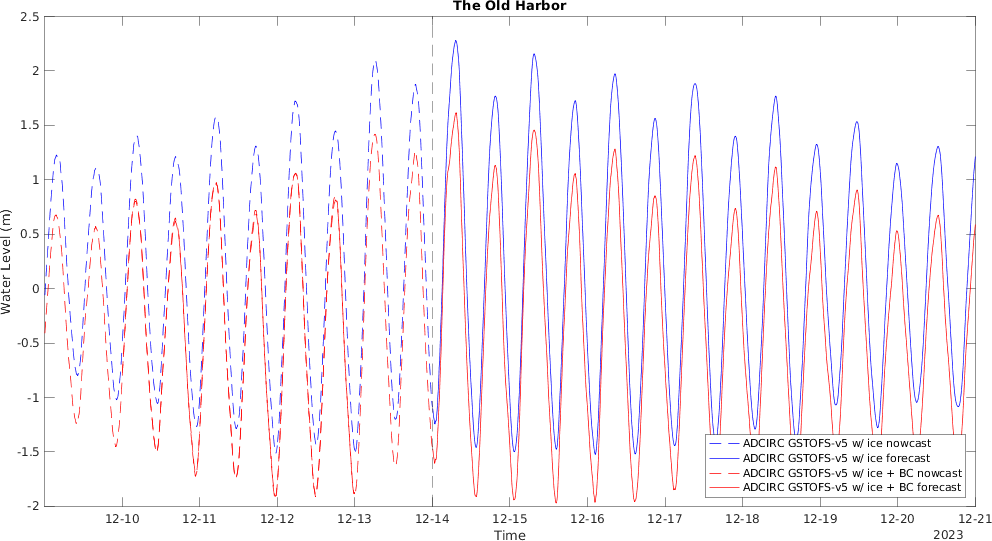 The Old Harbor
2.5
2
1.5
1
0.5
0
-0.5
-1
-1.5
-2
Water Level (m)
ADCIRC GSTOFS-v5 w/ ice nowcast
ADCIRC GSTOFS-v5 w/ ice forecast
ADCIRC GSTOFS-v5 w/ ice + BC nowcast
ADCIRC GSTOFS-v5 w/ ice + BC forecast
12-10 12-11 12-12 12-13 12-14 12-15 12-16 12-17 12-18 12-19 12-20 12-21
Time
2023